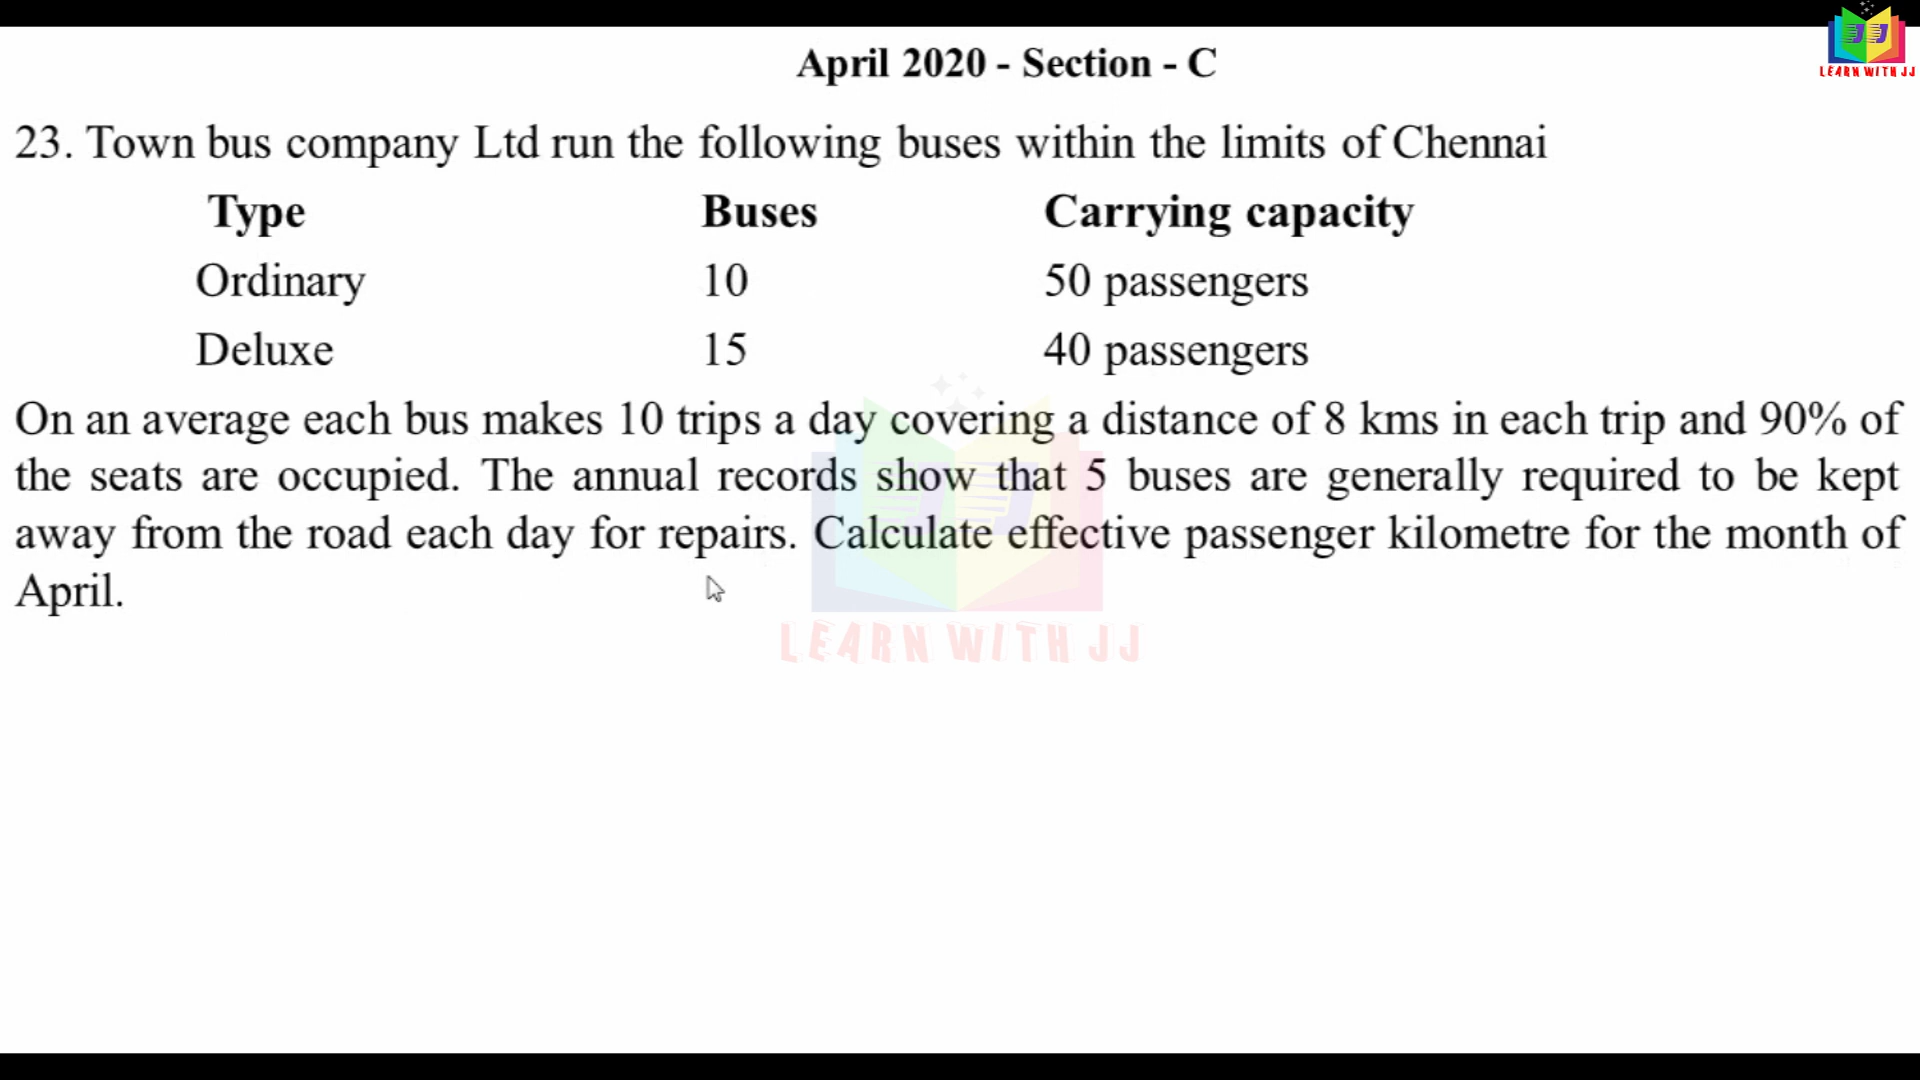 April 2020 - Section - C
LEARN WITH JJ
23. Town bus company Ltd run the following buses within the limits of Chennai
Type Buses Carrying capacity
Ordinary 10 50 passengers
Deluxe 15 40 passengers
On an average each bus makes 10 trips a day covering a distance of 8 kms in each trip and 90% of
the seats are occupied. The annual records show that 5 buses are generally required to be kept
away from the road each day for repairs. Calculate effective passenger kilometre for the month of
April.
LEARN WITH JJ